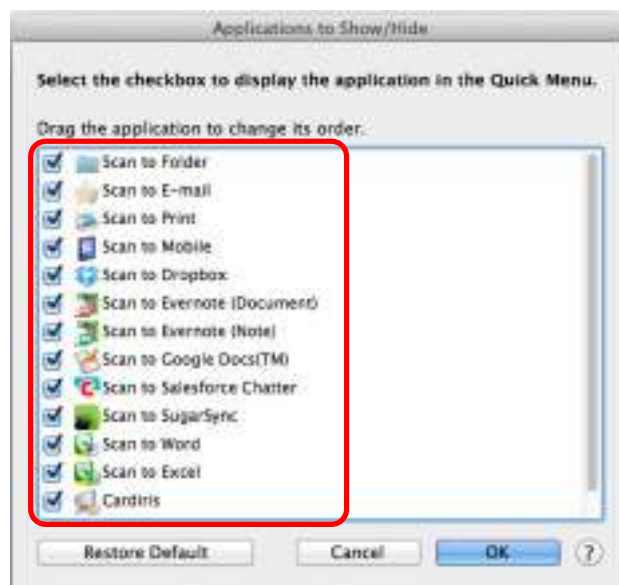 Applications to Show/Hide
Select the checkbox to display the application in the Quick Menu.
Drag the application to change its order.
Scan to Folder
Scan to E-mail
Scan to Print
Scan to Mobile
Scan to Dropbox
Scan to Evernote (Document)
Scan to Evernote (Note)
Scan to Google Docs(TM)
Scan to Salesforce Chatter
Scan to SugarSync
Scan to Word
Scan to Excel
Cardiris
Restore Default Cancel OK ?